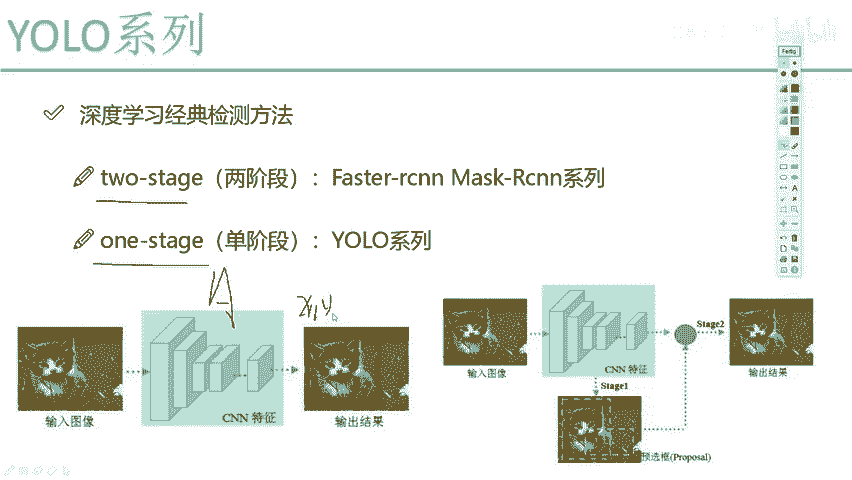 YOLO系列
深度学习经典检测方法
two-stage（两阶段）：Faster-rcnn Mask-Rcnn系列
one-stage（单阶段）：YOLO系列
输入图像
CNN 特征
输出结果
输入图像
CNN 特征
Stage1
Stage2
输出结果
预选框(Proposal)
Fertig